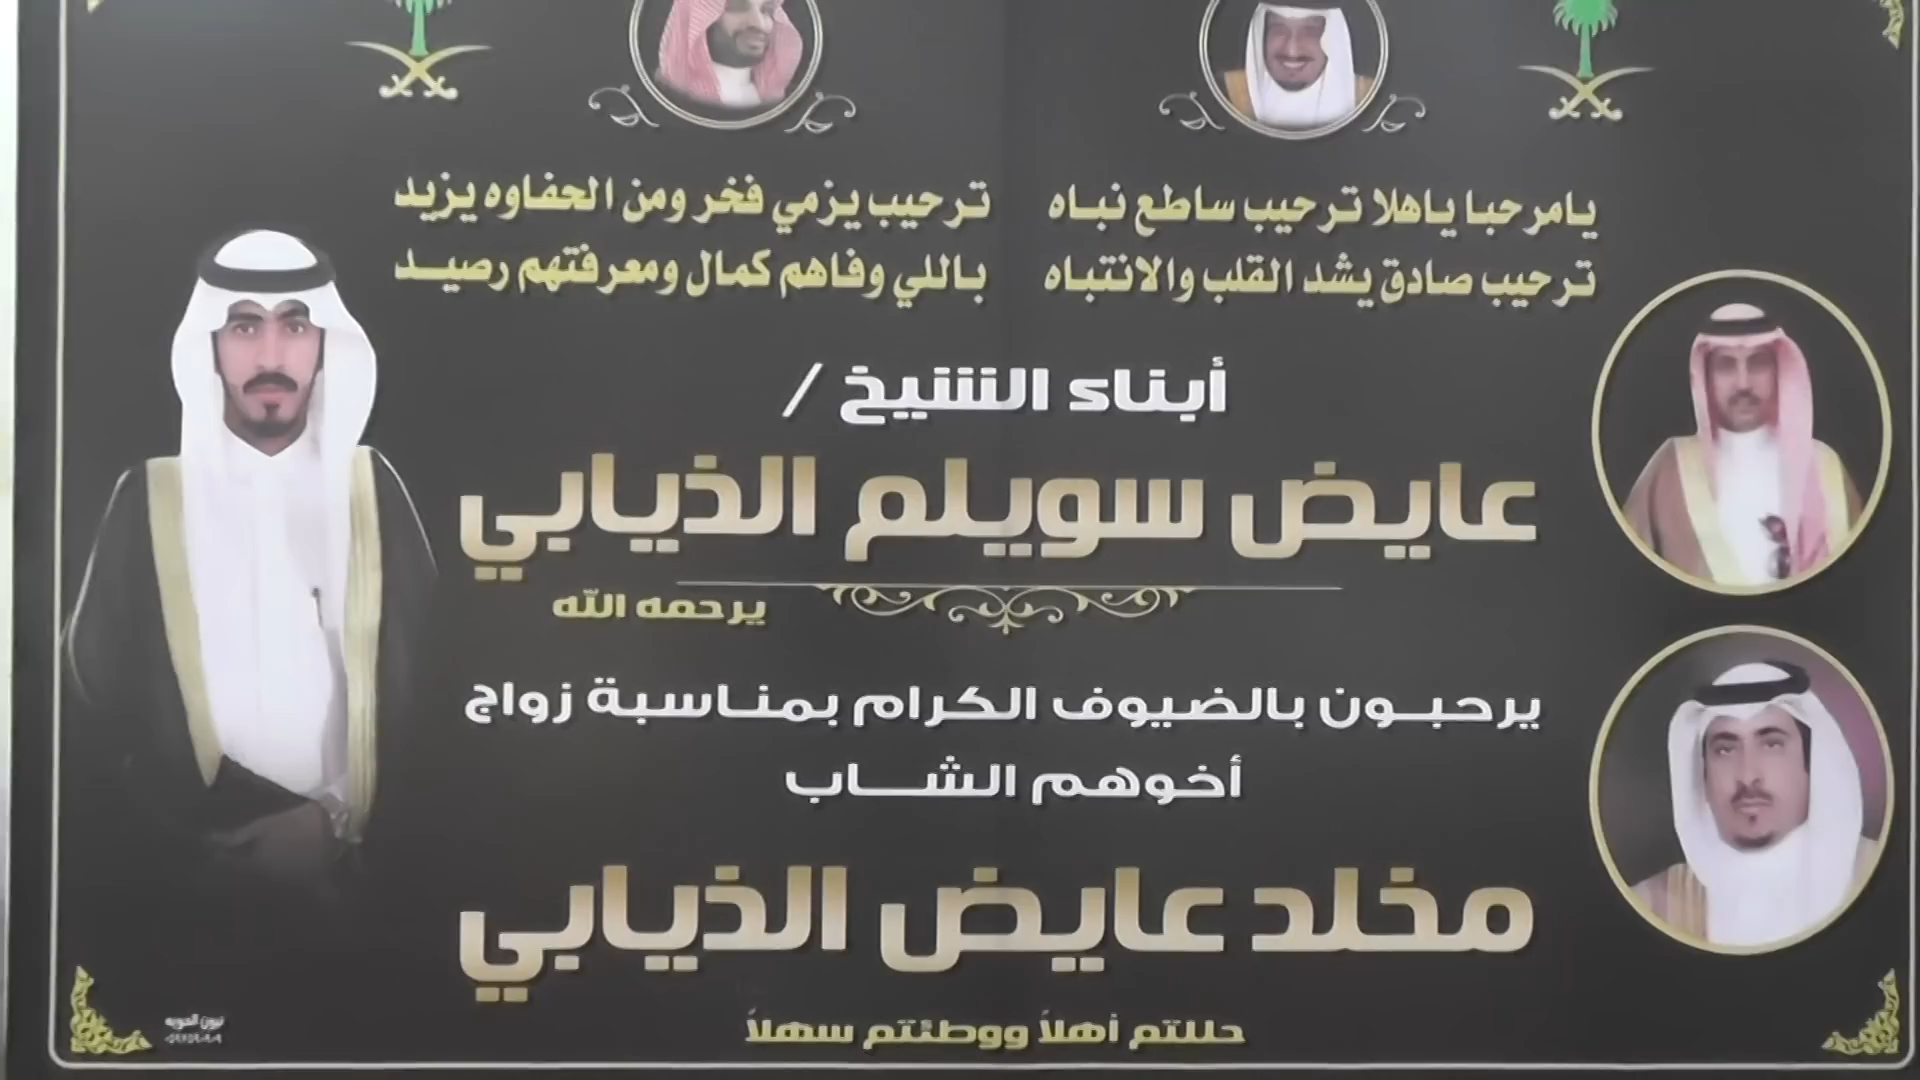 يامرحبا ياهلا ترحيب ساطع نباه ترحيب يزمي فخر ومن الحفاوه يزيد
ترحيب صادق يشد القلب والانتباه باللي وفاهم كمال ومعرفتهم رصيد
أبناء الشيخ /
عايض سويلم الذيابي
يرحمه الله
يرحبون بالضيوف الكرام بمناسبة زواج
أخوهم الشاب
مخلد عايض الذيابي
حللتم أهلاً ووطئتم سهلاً
نيون الحويه